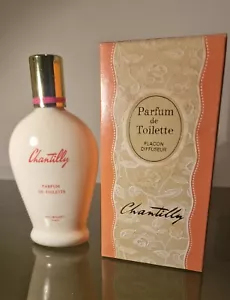 Chantilly
PARFUM
DE TOILETTE
Parfum
de
Toilette
FLACON
DIFFUSEUR
Chantilly